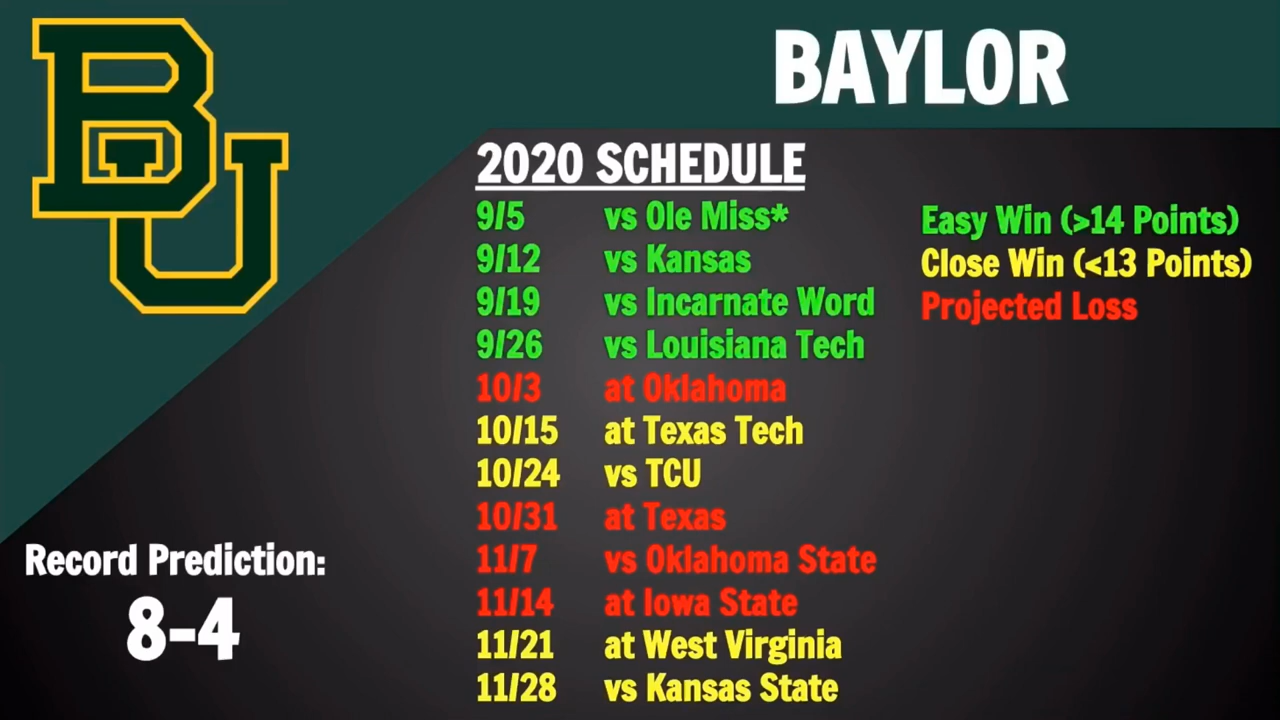 BU
BAYLOR
2020 SCHEDULE
9/5 vs Ole Miss*
9/12 vs Kansas
9/19 vs Incarnate Word
9/26 vs Louisiana Tech
10/3 at Oklahoma
10/15 at Texas Tech
10/24 vs TCU
10/31 at Texas
11/7 vs Oklahoma State
11/14 at Iowa State
11/21 at West Virginia
11/28 vs Kansas State
Easy Win (>14 Points)
Close Win (<13 Points)
Projected Loss
Record Prediction:
8-4